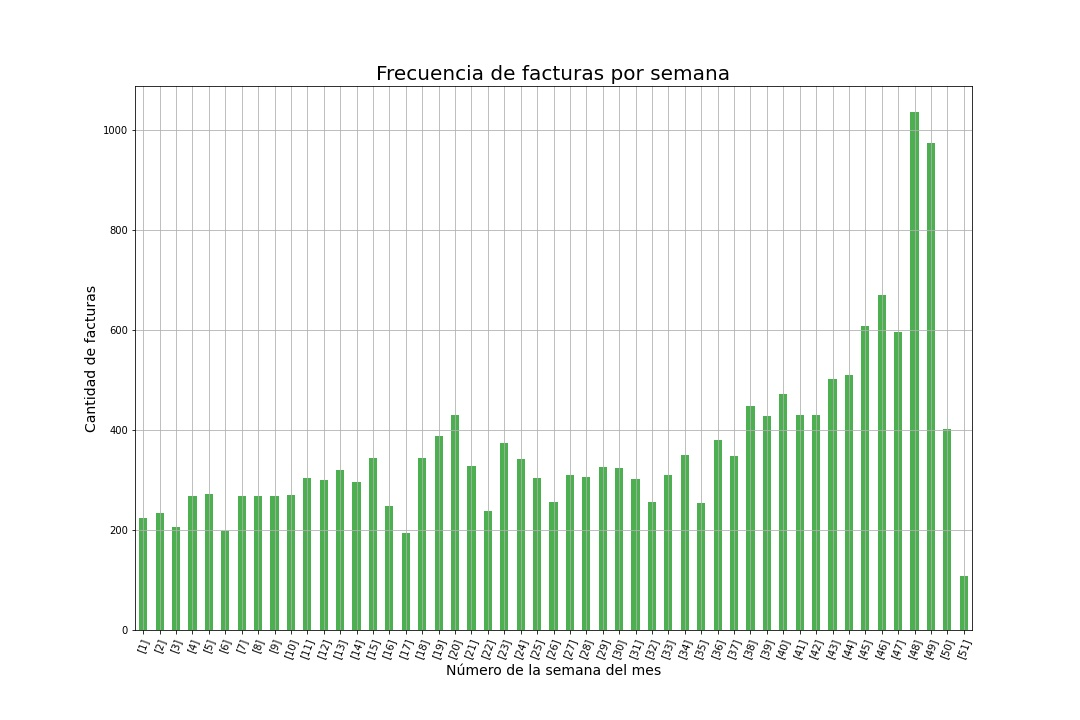 Frecuencia de facturas por semana
Cantidad de facturas
1000
800
600
400
200
0
[1] [2] [3] [4] [5] [6] [7] [8] [9] [10] [11] [12] [13] [14] [15] [16] [17] [18] [19] [20] [21] [22] [23] [24] [25] [26] [27] [28] [29] [30] [31] [32] [33] [34] [35] [36] [37] [38] [39] [40] [41] [42] [43] [44] [45] [46] [47] [48] [49] [50] [51]
Número de la semana del mes